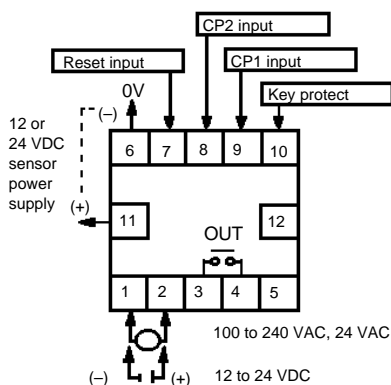 CP2 input
Reset input
CP1 input
0V
Key protect
(–)
12 or
24 VDC
sensor
power
supply
(+)
6 7 8 9 10
11 12
OUT
1 2 3 4 5
100 to 240 VAC, 24 VAC
(–) (+) 12 to 24 VDC